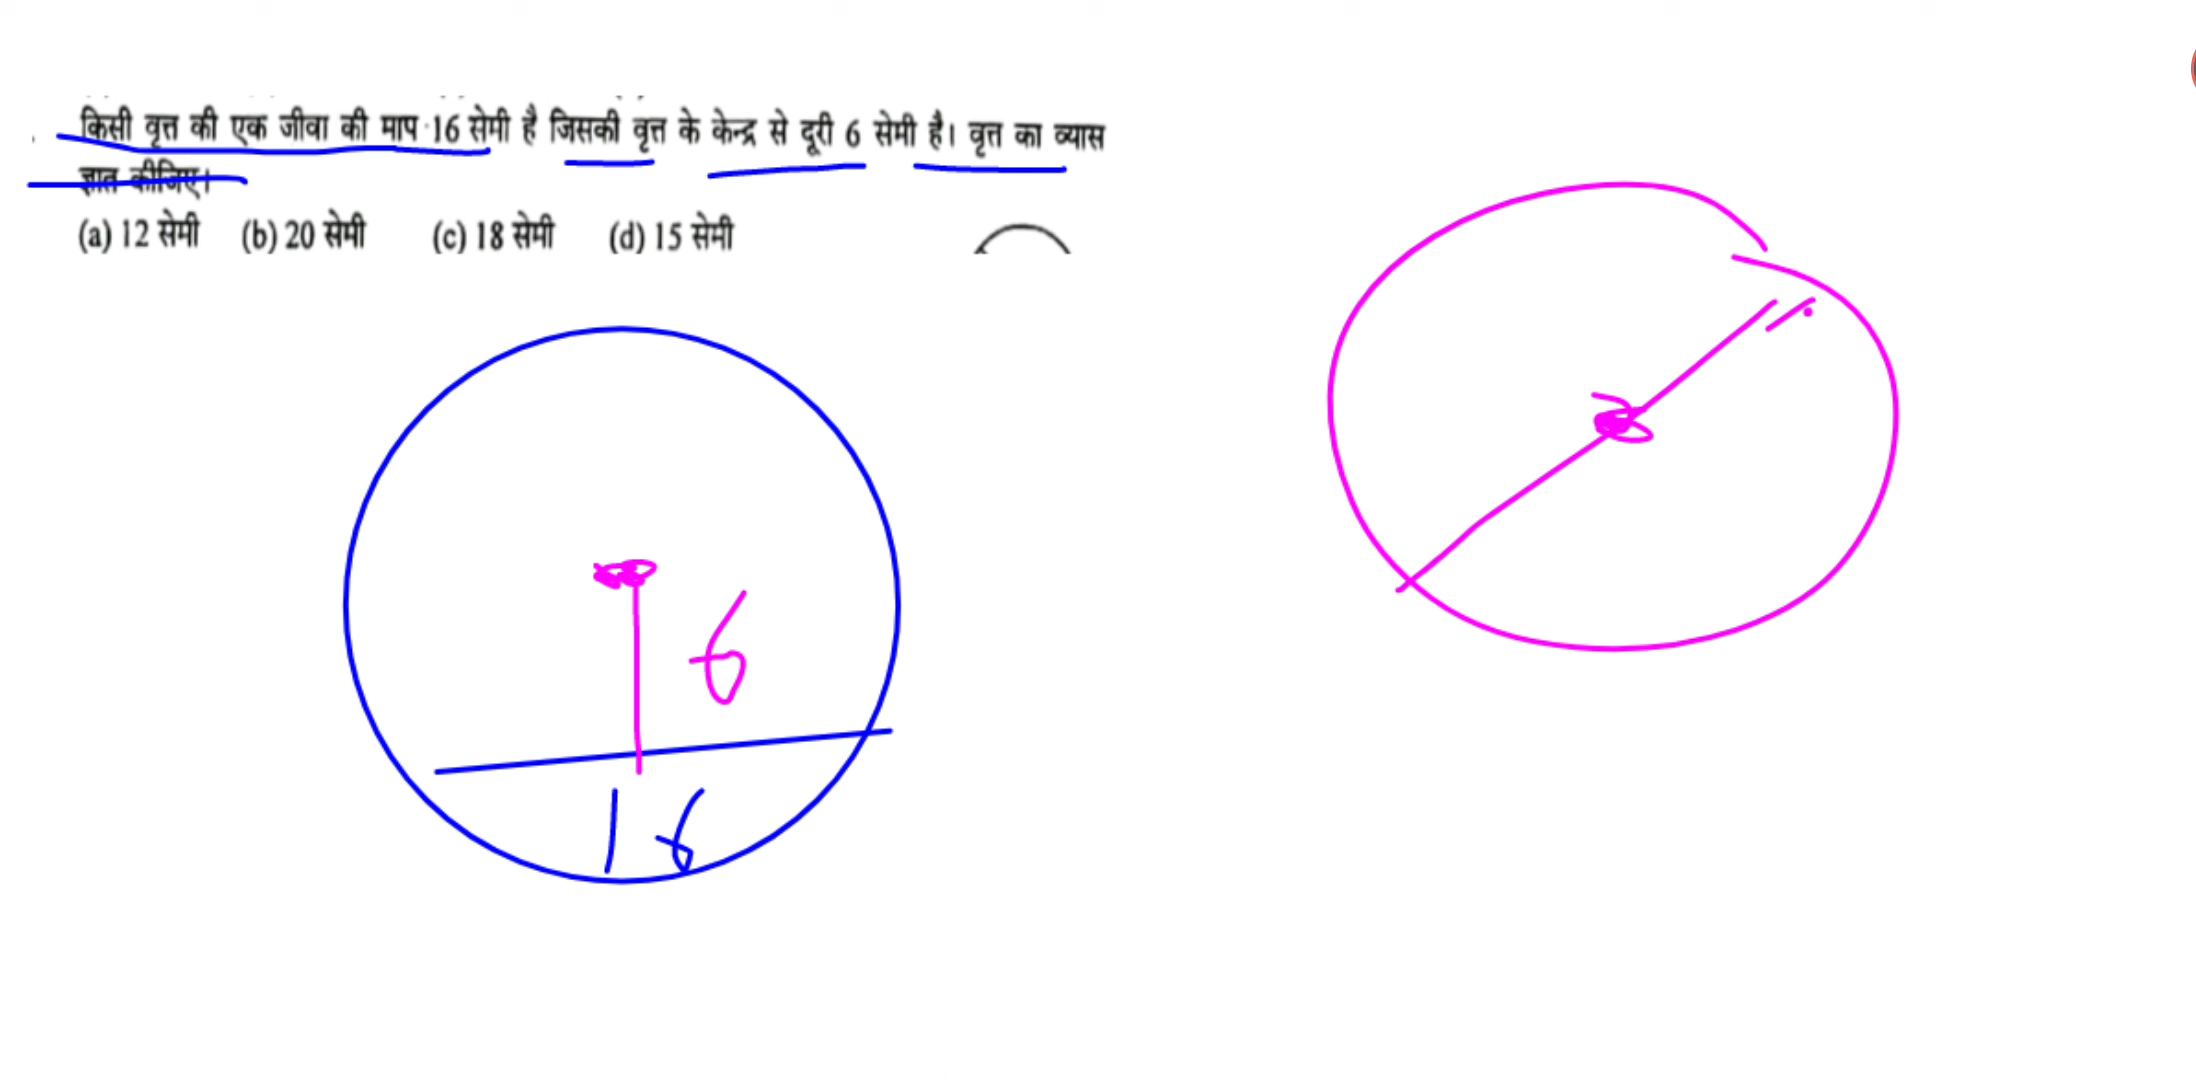 किसी वृत्त की एक जीवा की माप 16 सेमी है जिसकी वृत्त के केन्द्र से दूरी 6 सेमी है। वृत्त का व्यास
ज्ञात कीजिए।
(a) 12 सेमी (b) 20 सेमी (c) 18 सेमी (d) 15 सेमी
6
16